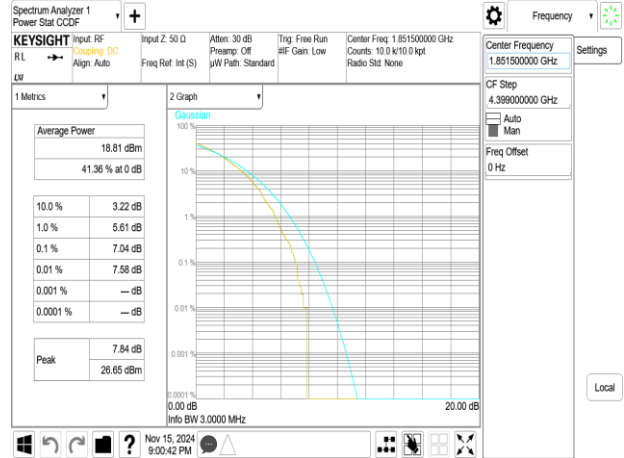 Spectrum Analyzer 1
Power Stat CCDF
▼
+
Frequency
▼
KEYSIGHT
RL
LXI
Input: RF
Coupling: DC
Align: Auto
Input Z: 50 Ω
Freq Ref: Int (S)
Atten: 30 dB
Preamp: Off
µW Path: Standard
Trig: Free Run
#IF Gain: Low
Center Freq: 1.851500000 GHz
Counts: 10.0 k/10.0 kpt
Radio Std: None
Center Frequency
1.851500000 GHz
Settings
CF Step
4.399000000 GHz
Auto
Man
Freq Offset
0 Hz
Local
1 Metrics
▼
Average Power
18.81 dBm
41.36 % at 0 dB
10.0 % 3.22 dB
1.0 % 5.61 dB
0.1 % 7.04 dB
0.01 % 7.58 dB
0.001 % --- dB
0.0001 % --- dB
Peak
7.84 dB
26.65 dBm
2 Graph
▼
Gaussian
100 %
10 %
1 %
0.1 %
0.01 %
0.001 %
0.0001 %
0.00 dB
20.00 dB
Info BW 3.0000 MHz
?
Nov 15, 2024
9:00:42 PM